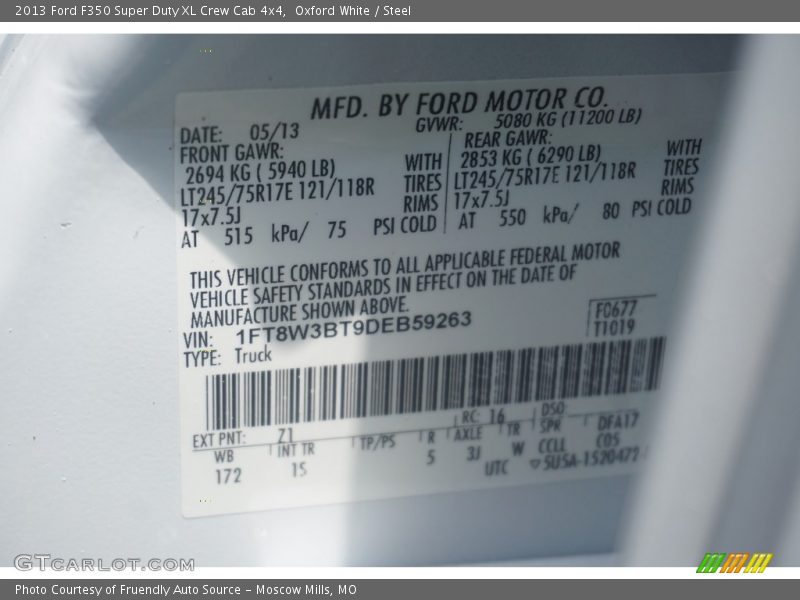 2013 Ford F350 Super Duty XL Crew Cab 4x4, Oxford White / Steel
MFD. BY FORD MOTOR CO.
DATE: 05/13
GVWR: 5080 KG (11200 LB)
FRONT GAWR:
2694 KG ( 5940 LB) WITH
LT245/75R17E 121/118R TIRES
17x7.5J RIMS
AT 515 kPa/ 75 PSI COLD
REAR GAWR:
2853 KG ( 6290 LB) WITH
LT245/75R17E 121/118R TIRES
17x7.5J RIMS
AT 550 kPa/ 80 PSI COLD
THIS VEHICLE CONFORMS TO ALL APPLICABLE FEDERAL MOTOR
VEHICLE SAFETY STANDARDS IN EFFECT ON THE DATE OF
MANUFACTURE SHOWN ABOVE.
VIN: 1FT8W3BT9DEB59263
TYPE: Truck
F0677
T1019
EXT PNT: Z1 RC: 16 DSO:
WB INT TR TP/PS R AXLE TR SPR DFA17
172 1S 5 3J W CCLL COS
UTC ▽5U5A-1520472-
GTCARLOT.COM
Photo Courtesy of Fruendly Auto Source – Moscow Mills, MO